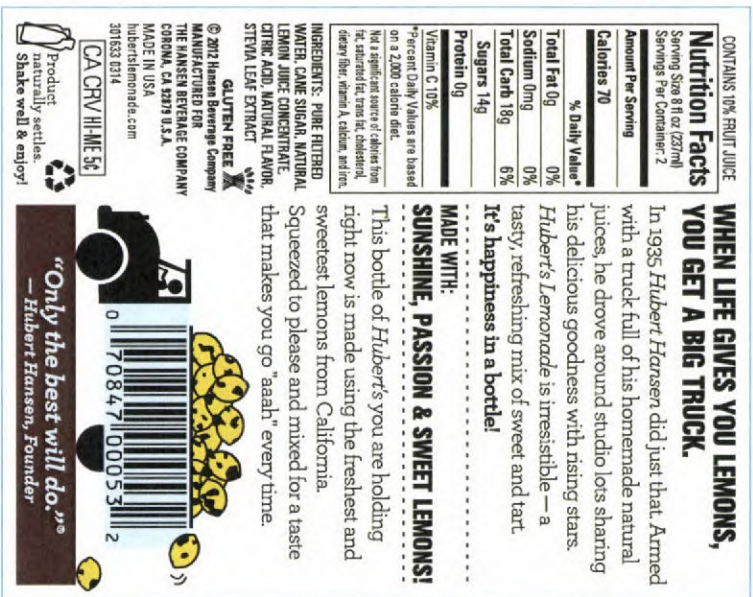 CONTAINS 10% FRUIT JUICE
Nutrition Facts
Serving Size 8 fl oz (237ml)
Servings Per Container: 2
Amount Per Serving
Calories 70
% Daily Value*
Total Fat 0g 0%
Sodium 0mg 0%
Total Carb 18g 6%
Sugars 14g
Protein 0g
Vitamin C 10%
*Percent Daily Values are based
on a 2,000 calorie diet.
Not a significant source of calories from
fat, saturated fat, trans fat, cholesterol,
dietary fiber, vitamin A, calcium, and iron.
INGREDIENTS: PURE FILTERED
WATER, CANE SUGAR, NATURAL
LEMON JUICE CONCENTRATE,
CITRIC ACID, NATURAL FLAVOR,
STEVIA LEAF EXTRACT
GLUTEN FREE
© 2012 Hansen Beverage Company
MANUFACTURED FOR
THE HANSEN BEVERAGE COMPANY
CORONA, CA 92879 U.S.A.
MADE IN USA
hubertslemonade.com
301633 0314
CA CRV HI-ME 5¢
Product
naturally settles.
Shake well & enjoy!
WHEN LIFE GIVES YOU LEMONS,
YOU GET A BIG TRUCK.
In 1935 Hubert Hansen did just that. Armed
with a truck full of his homemade natural
juices, he drove around studio lots sharing
his delicious goodness with rising stars.
Hubert's Lemonade is irresistible — a
tasty, refreshing mix of sweet and tart.
It's happiness in a bottle!
MADE WITH:
SUNSHINE, PASSION & SWEET LEMONS!
This bottle of Hubert's you are holding
right now is made using the freshest and
sweetest lemons from California.
Squeezed to please and mixed for a taste
that makes you go "aaah" every time.
0 70847 00053 2
"Only the best will do."®
— Hubert Hansen, Founder